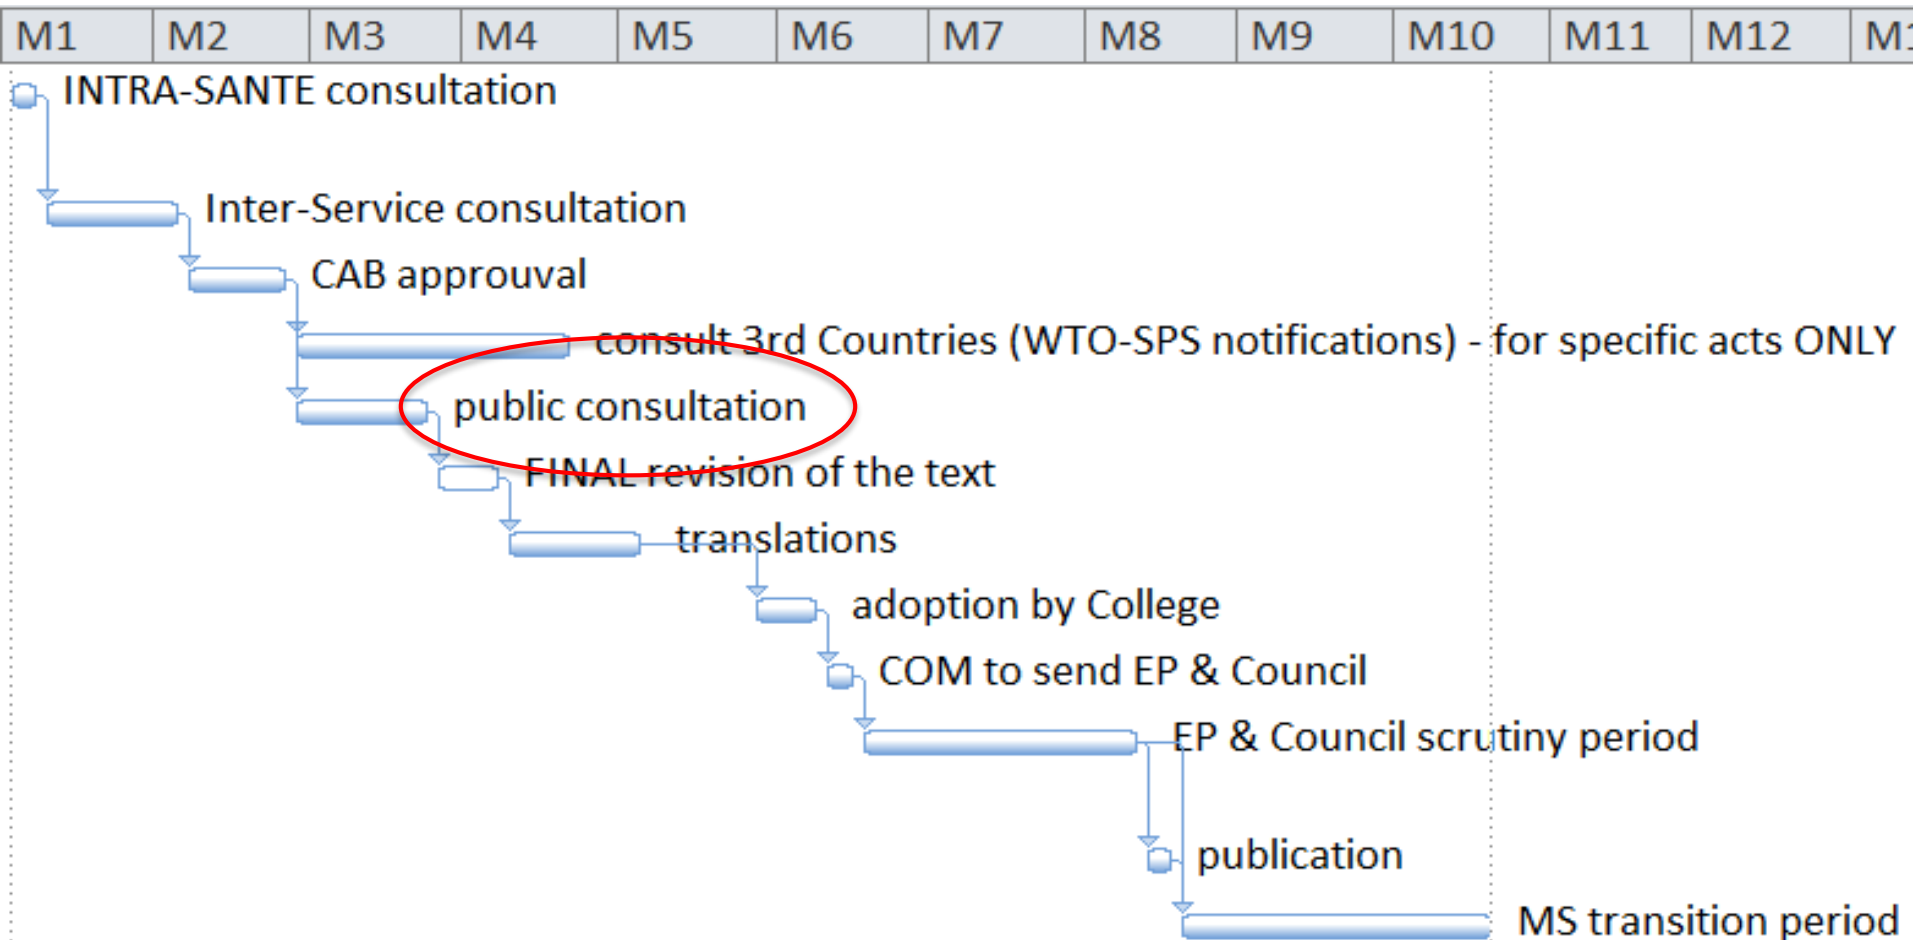 M1 M2 M3 M4 M5 M6 M7 M8 M9 M10 M11 M12
INTRA-SANTE consultation
Inter-Service consultation
CAB approuval
consult 3rd Countries (WTO-SPS notifications) - for specific acts ONLY
public consultation
FINAL revision of the text
translations
adoption by College
COM to send EP & Council
EP & Council scrutiny period
publication
MS transition period